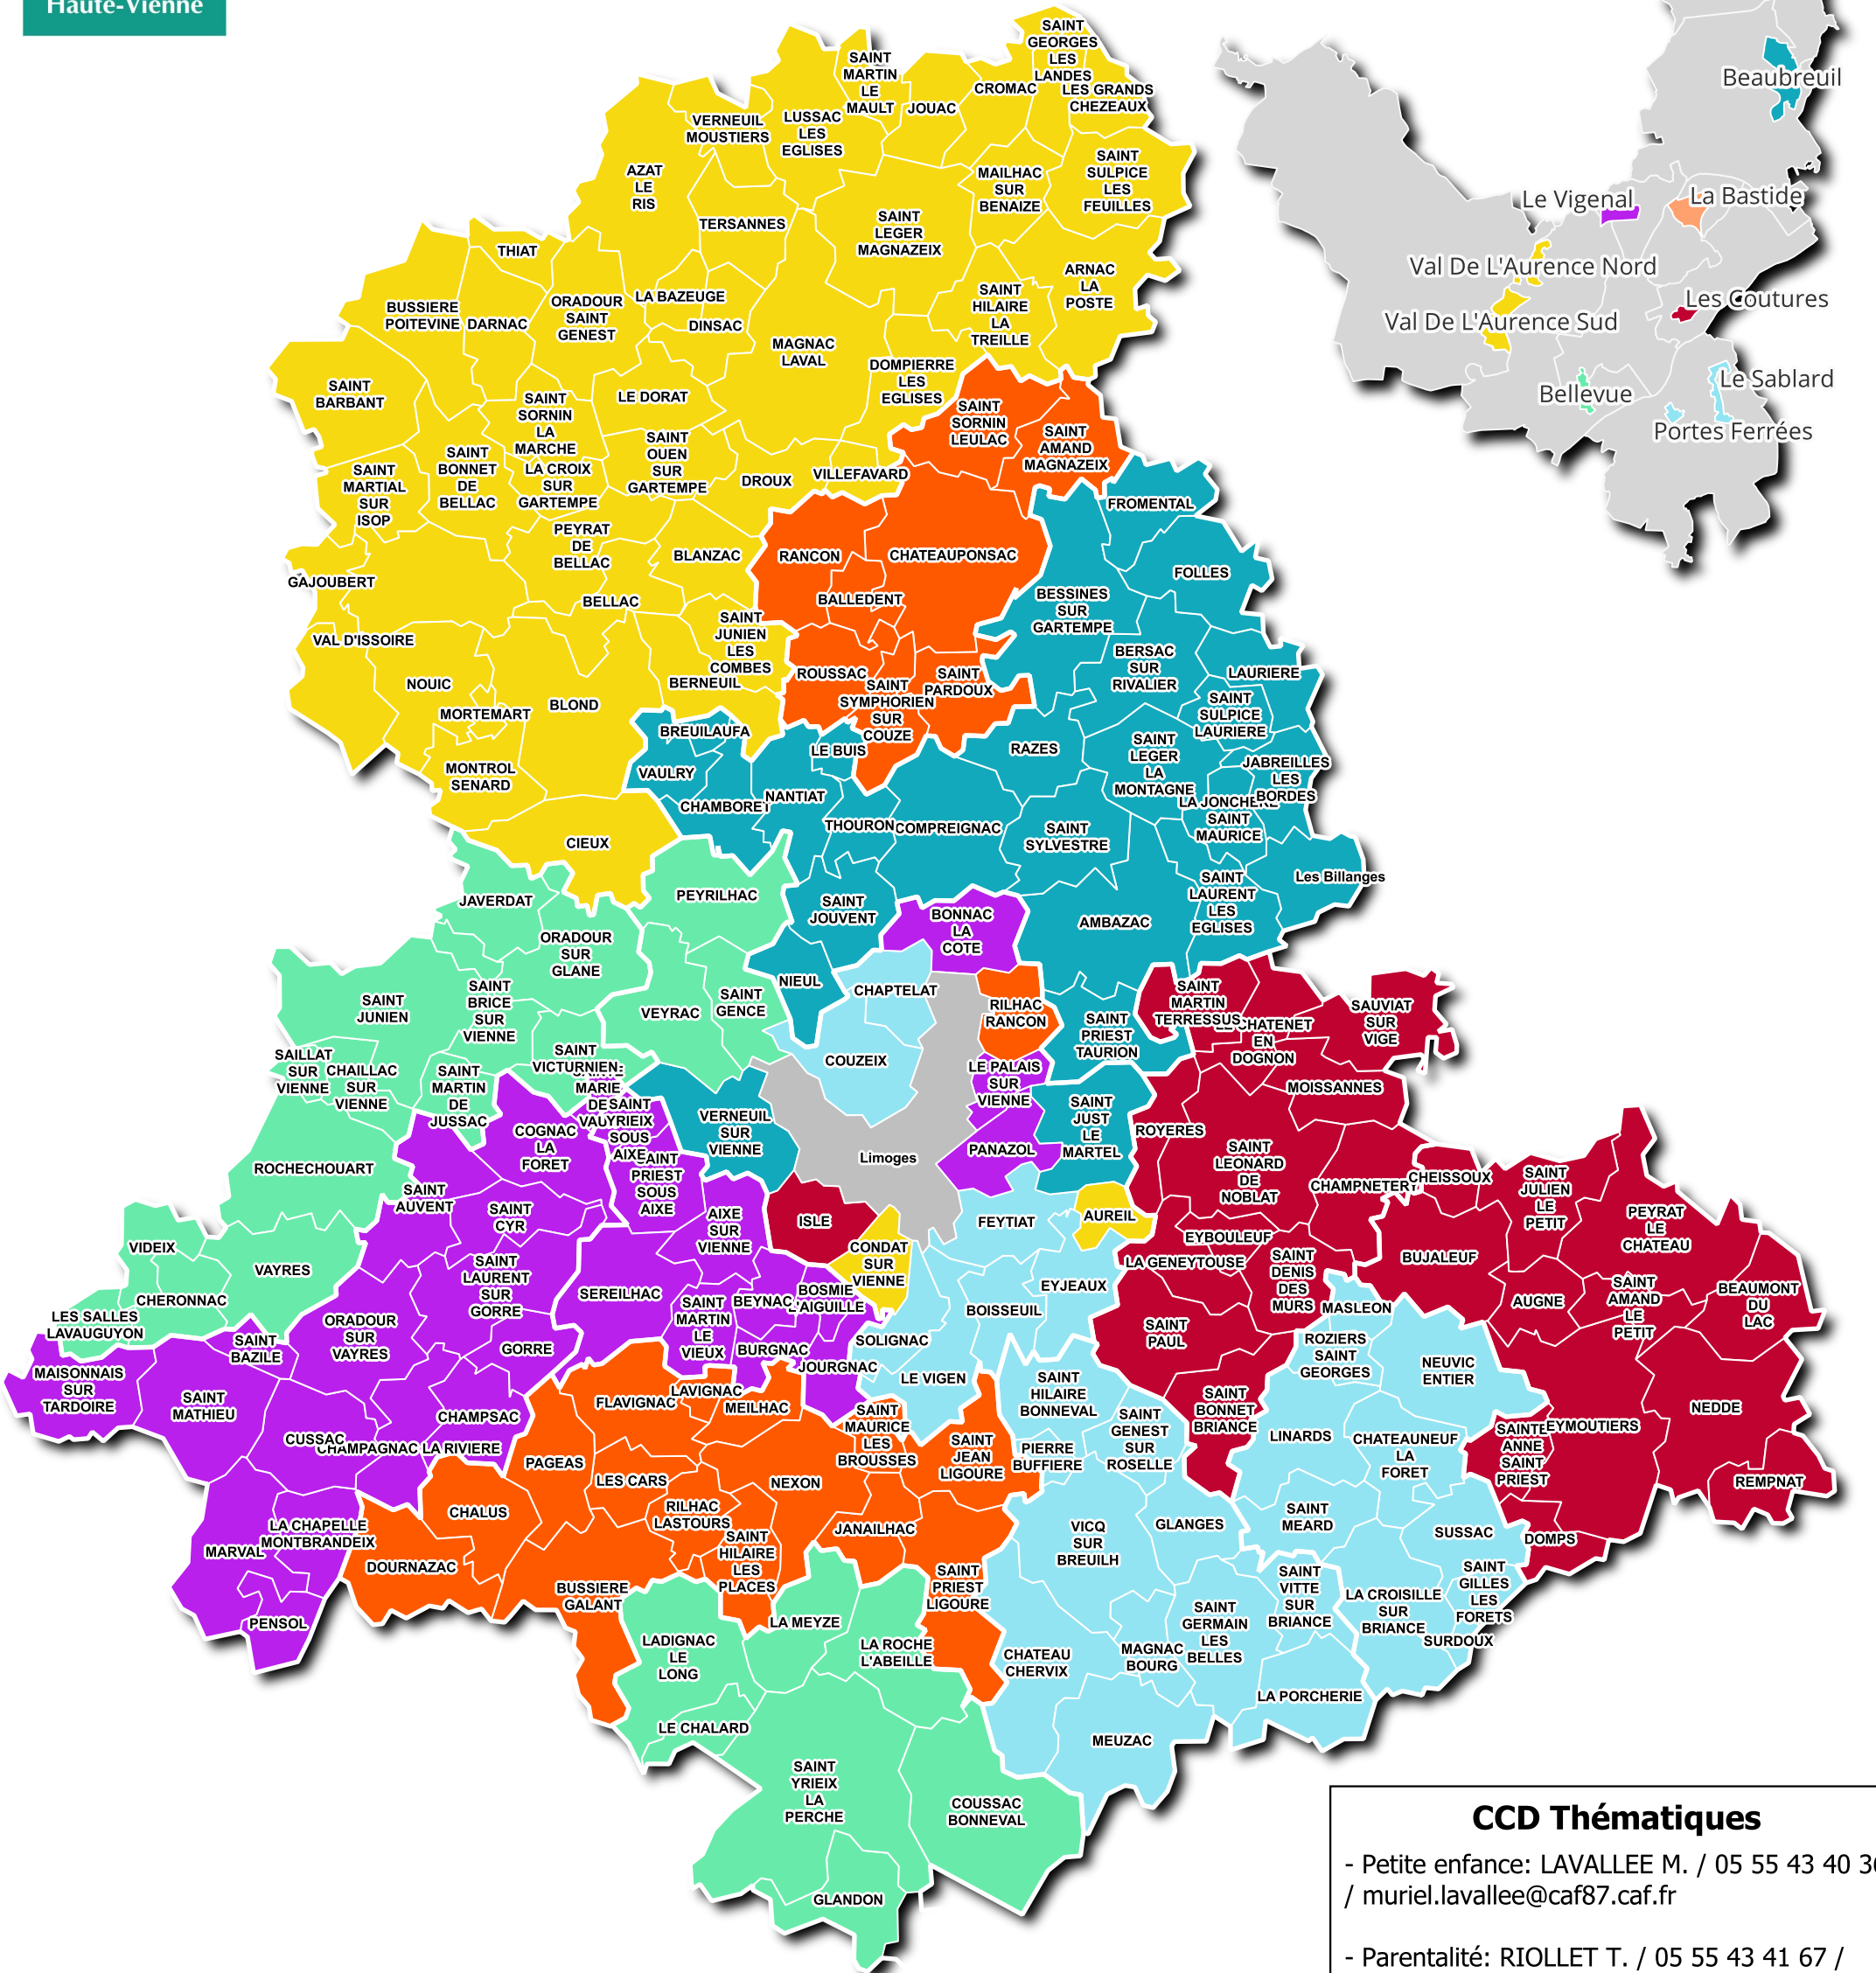 Haute-Vienne
SAINT
GEORGES
LES
LANDES
SAINT
MARTIN
LE
MAULT
CROMAC
LES GRANDS
CHEZEAUX
JOUAC
VERNEUIL
MOUSTIERS
LUSSAC
LES
EGLISES
AZAT
LE
RIS
MAILHAC
SUR
BENAIZE
SAINT
SULPICE
LES
FEUILLES
TERSANNES
SAINT
LEGER
MAGNAZEIX
THIAT
ARNAC
LA
POSTE
BUSSIERE
POITEVINE
DARNAC
ORADOUR
SAINT
GENEST
LA BAZEUGE
DINSAC
SAINT
HILAIRE
LA
TREILLE
MAGNAC
LAVAL
DOMPIERRE
LES
EGLISES
SAINT
BARBANT
LE DORAT
SAINT
SORNIN
LA
MARCHE
SAINT
SORNIN
LEULAC
SAINT
AMAND
MAGNAZEIX
SAINT
OUEN
SUR
GARTEMPE
SAINT
BONNET
DE
BELLAC
LA CROIX
SUR
GARTEMPE
SAINT
MARTIAL
SUR
ISOP
DROUX
VILLEFAVARD
FROMENTAL
PEYRAT
DE
BELLAC
BLANZAC
RANCON
CHATEAUPONSAC
FOLLES
GAJOUBERT
BELLAC
BALLEDENT
BESSINES
SUR
GARTEMPE
VAL D'ISSOIRE
SAINT
JUNIEN
LES
COMBES
BERNEUIL
NOUIC
ROUSSAC
SAINT
SYMPHORIEN
SUR
COUZE
SAINT
PARDOUX
BERSAC
SUR
RIVALIER
LAURIERE
MORTEMART
BLOND
BREUILAUFA
SAINT
SULPICE
LAURIERE
MONTROL
SENARD
VAULRY
LE BUIS
RAZES
SAINT
LEGER
LA
MONTAGNE
JABREILLES
LES
BORDES
CHAMBORET
NANTIAT
THOURON
COMPREIGNAC
SAINT
SYLVESTRE
LA JONCHERE
SAINT
MAURICE
CIEUX
Les Billanges
JAVERDAT
PEYRILHAC
SAINT
JOUVENT
BONNAC
LA
COTE
AMBAZAC
SAINT
LAURENT
LES
EGLISES
ORADOUR
SUR
GLANE
NIEUL
CHAPTELAT
SAINT
JUNIEN
SAINT
BRICE
SUR
VIENNE
VEYRAC
SAINT
GENCE
RILHAC
RANCON
SAINT
PRIEST
TAURION
SAINT
MARTIN
TERRESSUS
LE CHATENET
EN
DOGNON
SAUVIAT
SUR
VIGE
SAILLAT
SUR
VIENNE
CHAILLAC
SUR
VIENNE
SAINT
MARTIN
DE
JUSSAC
SAINT
VICTURNIEN
MARIE
DE
VAUX
SAINT
YRIEIX
SOUS
AIXE
COUZEIX
LE PALAIS
SUR
VIENNE
MOISSANNES
VERNEUIL
SUR
VIENNE
SAINT
JUST
LE
MARTEL
ROYERES
COGNAC
LA
FORET
Limoges
PANAZOL
SAINT
LEONARD
DE
NOBLAT
ROCHECHOUART
SAINT
PRIEST
SOUS
AIXE
CHAMPNETERY
CHEISSOUX
SAINT
JULIEN
LE
PETIT
SAINT
AUVENT
SAINT
CYR
AIXE
SUR
VIENNE
ISLE
FEYTIAT
AUREIL
EYBOULEUF
PEYRAT
LE
CHATEAU
VIDEIX
VAYRES
CONDAT
SUR
VIENNE
LA GENEYTOUSE
SAINT
DENIS
DES
MURS
BUJALEUF
CHERONNAC
SAINT
LAURENT
SUR
GORRE
SEREILHAC
EYJEAUX
SAINT
AMAND
LE
PETIT
BEAUMONT
DU
LAC
LES SALLES
LAVAUGUYON
ORADOUR
SUR
VAYRES
SAINT
MARTIN
LE
VIEUX
BEYNAC
BOSMIE
L'AIGUILLE
BOISSEUIL
MASLEON
AUGNE
SAINT
BAZILE
GORRE
BURGNAC
SOLIGNAC
SAINT
PAUL
ROZIERS
SAINT
GEORGES
JOURGNAC
LE VIGEN
NEUVIC
ENTIER
MAISONNAIS
SUR
TARDOIRE
SAINT
MATHIEU
CHAMPSAC
FLAVIGNAC
LAVIGNAC
MEILHAC
SAINT
HILAIRE
BONNEVAL
SAINT
BONNET
BRIANCE
NEDDE
CUSSAC
CHAMPAGNAC LA RIVIERE
SAINT
MAURICE
LES
BROUSSES
SAINT
JEAN
LIGOURE
PIERRE
BUFFIERE
SAINT
GENEST
SUR
ROSELLE
LINARDS
CHATEAUNEUF
LA
FORET
SAINTE
ANNE
SAINT
PRIEST
EYMOUTIERS
REMPNAT
PAGEAS
LES CARS
NEXON
CHALUS
RILHAC
LASTOURS
JANAILHAC
VICQ
SUR
BREUILH
GLANGES
SAINT
MEARD
SUSSAC
DOMPS
LA CHAPELLE
MONTBRANDEIX
MARVAL
DOURNAZAC
SAINT
HILAIRE
LES
PLACES
BUSSIERE
GALANT
SAINT
PRIEST
LIGOURE
SAINT
VITTE
SUR
BRIANCE
LA CROISILLE
SUR
BRIANCE
SAINT
GILLES
LES
FORETS
PENSOL
LA MEYZE
SAINT
GERMAIN
LES
BELLES
SURDOUX
LADIGNAC
LE
LONG
LA ROCHE
L'ABEILLE
CHATEAU
CHERVIX
MAGNAC
BOURG
LA PORCHERIE
LE CHALARD
MEUZAC
SAINT
YRIEIX
LA
PERCHE
COUSSAC
BONNEVAL
GLANDON
Beaubreuil
Le Vigenal
La Bastide
Val De L'Aurence Nord
Les Coutures
Val De L'Aurence Sud
Le Sablard
Bellevue
Portes Ferrées
CCD Thématiques
- Petite enfance: LAVALLEE M. / 05 55 43 40 30
/ muriel.lavallee@caf87.caf.fr
- Parentalité: RIOLLET T. / 05 55 43 41 67 /